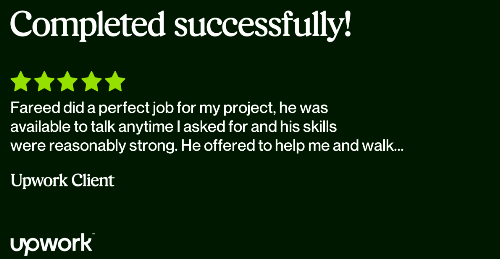 Completed successfully!
Fareed did a perfect job for my project, he was
available to talk anytime I asked for and his skills
were reasonably strong. He offered to help me and walk...
Upwork Client
upwork